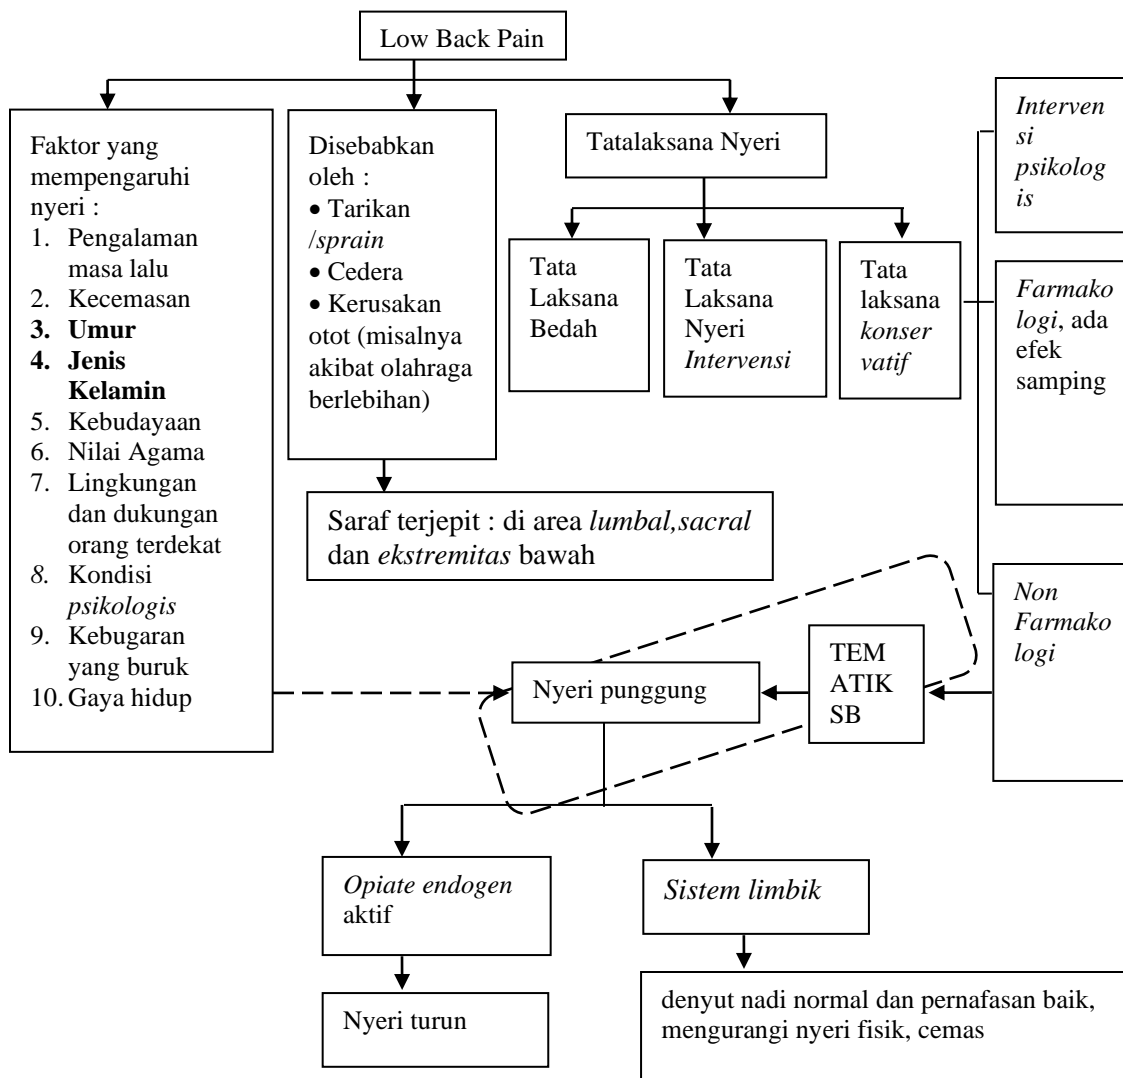 Low Back Pain
Faktor yang
mempengaruhi
nyeri :
1. Pengalaman
masa lalu
2. Kecemasan
3. Umur
4. Jenis
Kelamin
5. Kebudayaan
6. Nilai Agama
7. Lingkungan
dan dukungan
orang terdekat
8. Kondisi
psikologis
9. Kebugaran
yang buruk
10. Gaya hidup
Disebabkan
oleh :
• Tarikan
/sprain
• Cedera
• Kerusakan
otot (misalnya
akibat olahraga
berlebihan)
Saraf terjepit : di area lumbal,sacral
dan ekstremitas bawah
Tatalaksana Nyeri
Tata
Laksana
Bedah
Tata
Laksana
Nyeri
Intervensi
Tata
laksana
konser
vatif
Interven
si
psikolog
is
Farmako
logi, ada
efek
samping
Non
Farmako
logi
TEM
ATIK
SB
Nyeri punggung
Opiate endogen
aktif
Nyeri turun
Sistem limbik
denyut nadi normal dan pernafasan baik,
mengurangi nyeri fisik, cemas